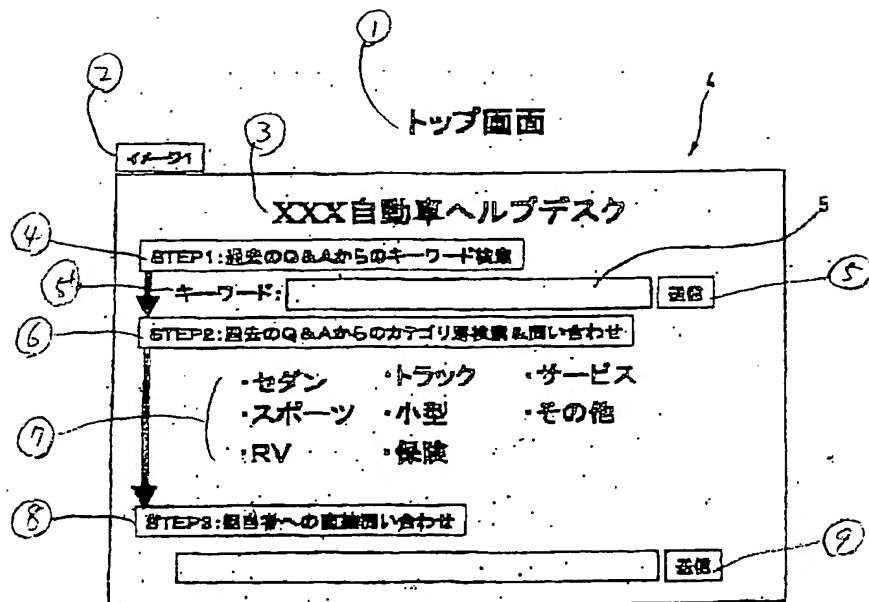 ①
②
トップ画面
4
イメージ1
③
XXX自動車ヘルプデスク
④
STEP1:過去のQ&Aからのキーワード検索
5
⑤'
キーワード:
送信
⑤
⑥
STEP2:過去のQ&Aからのカテゴリ別検索&問い合わせ
・セダン ・トラック ・サービス
⑦
・スポーツ ・小型 ・その他
・RV ・保険
⑧
STEP3:担当者への直接問い合わせ
送信
⑨